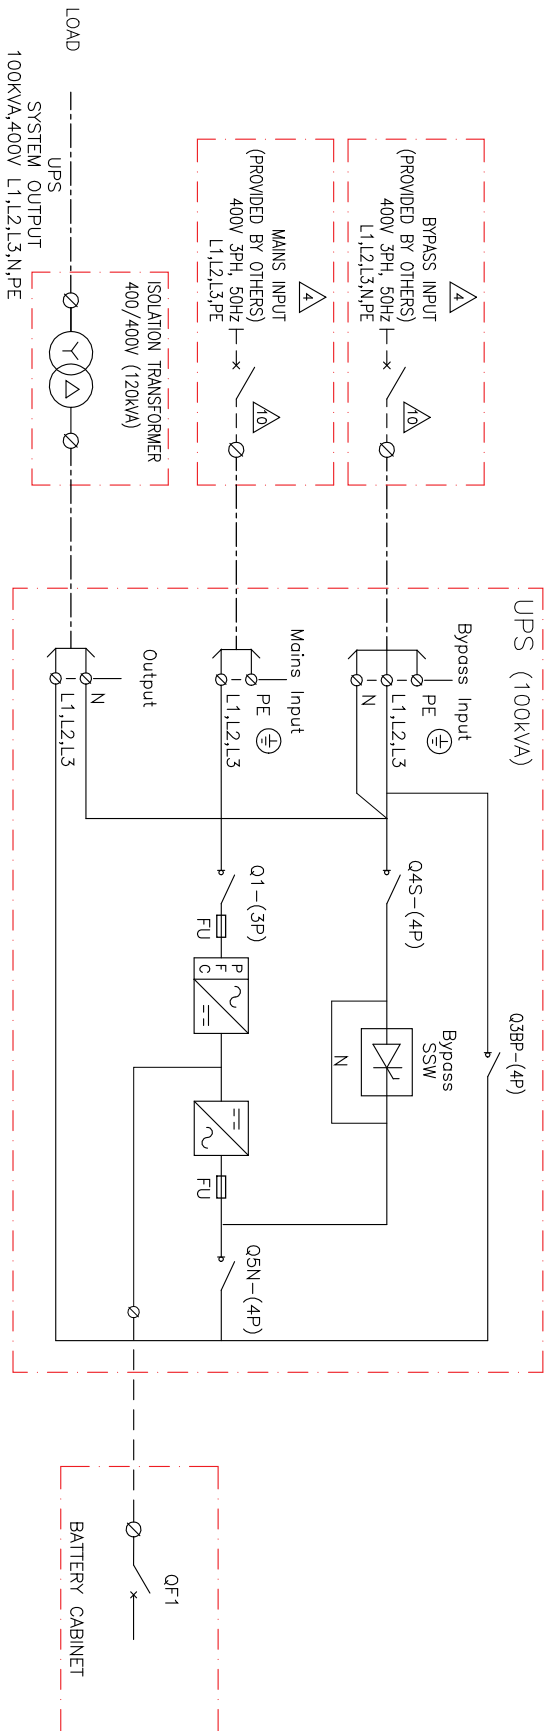 UPS (100kVA)
4
BYPASS INPUT
(PROVIDED BY OTHERS)
400V 3PH, 50Hz
L1,L2,L3,N,PE
10
Bypass Input
PE
L1,L2,L3
N
Q3BP-(4P)
Q4S-(4P)
Bypass
SSW
N
4
MAINS INPUT
(PROVIDED BY OTHERS)
400V 3PH, 50Hz
L1,L2,L3,PE
10
Mains Input
PE
L1,L2,L3
Q1-(3P)
FU
P
F
C
FU
Q5N-(4P)
ISOLATION TRANSFORMER
400/400V (120kVA)
Output
N
L1,L2,L3
LOAD
UPS
SYSTEM OUTPUT
100KVA,400V L1,L2,L3,N,PE
QF1
BATTERY CABINET